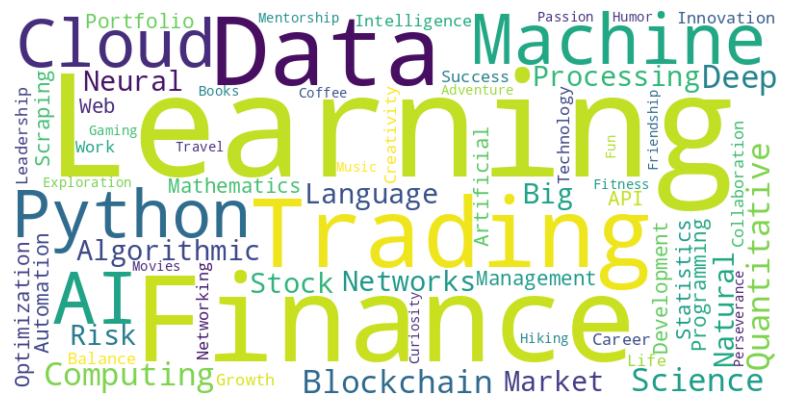 Portfolio
Mentorship
Intelligence
Passion
Humor
Innovation
Cloud
Data
Machine
Neural
Success
Processing
Deep
Books
Coffee
Adventure
Web
Scraping
Leadership
Learning
Gaming
Work
Travel
Creativity
Technology
Friendship
Fun
Music
Exploration
Mathematics
Language
Artificial
Big
Fitness
API
Collaboration
Quantitative
Python
Trading
Algorithmic
Movies
Stock
Networks
Management
Development
Statistics
Programming
Natural
Perseverance
Optimization
Automation
AI
Networking
Finance
Curiosity
Hiking
Career
Risk
Balance
Life
Computing
Growth
Blockchain
Market
Science